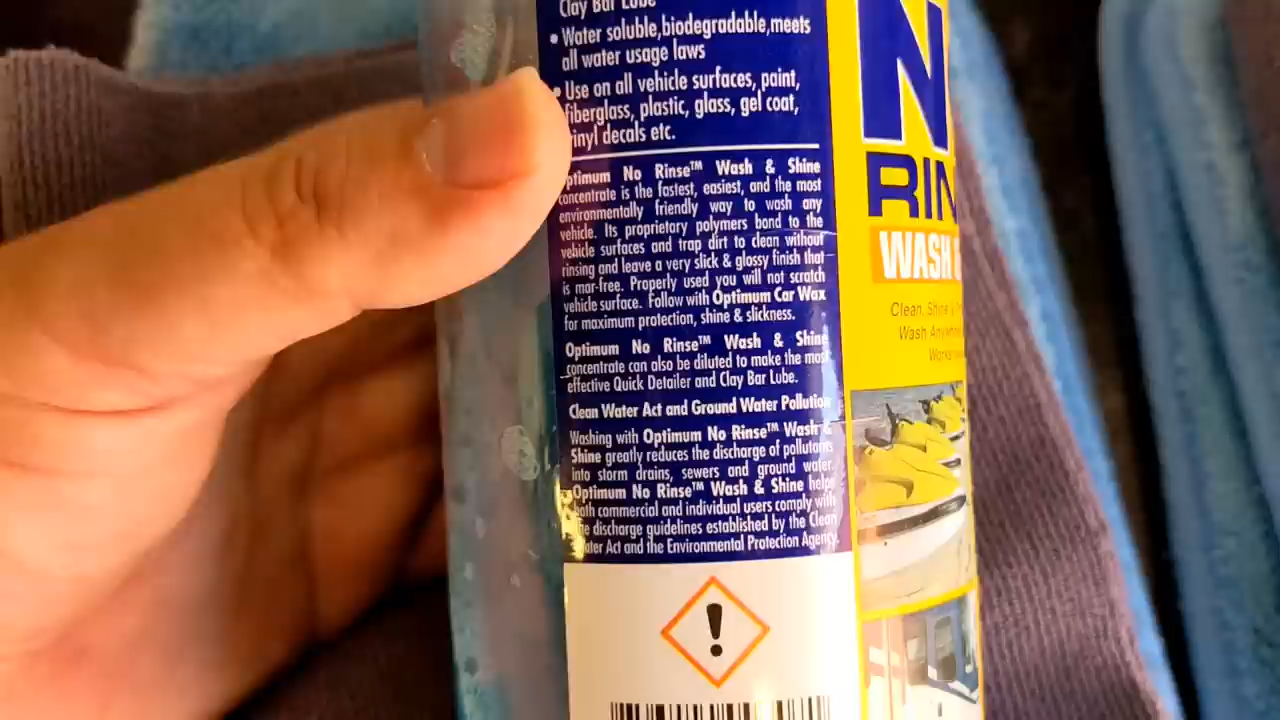 Clay Bar Lube
• Water soluble,biodegradable,meets
all water usage laws
• Use on all vehicle surfaces, paint,
fiberglass, plastic, glass, gel coat,
vinyl decals etc.
ptimum No Rinse™ Wash & Shine
concentrate is the fastest, easiest, and the most
environmentally friendly way to wash any
vehicle. Its proprietary polymers bond to the
vehicle surfaces and trap dirt to clean without
rinsing and leave a very slick & glossy finish that
is mar-free. Properly used you will not scratch
vehicle surface. Follow with Optimum Car Wax
for maximum protection, shine & slickness.
Optimum No Rinse™ Wash & Shine
concentrate can also be diluted to make the most
effective Quick Detailer and Clay Bar Lube.
Clean Water Act and Ground Water Pollution
Washing with Optimum No Rinse™ Wash &
Shine greatly reduces the discharge of pollutants
into storm drains, sewers and ground water.
Optimum No Rinse™ Wash & Shine helps
both commercial and individual users comply with
the discharge guidelines established by the Clean
Water Act and the Environmental Protection Agency.
N
RIN
WASH &
Clean, Shine
Wash Anywhe